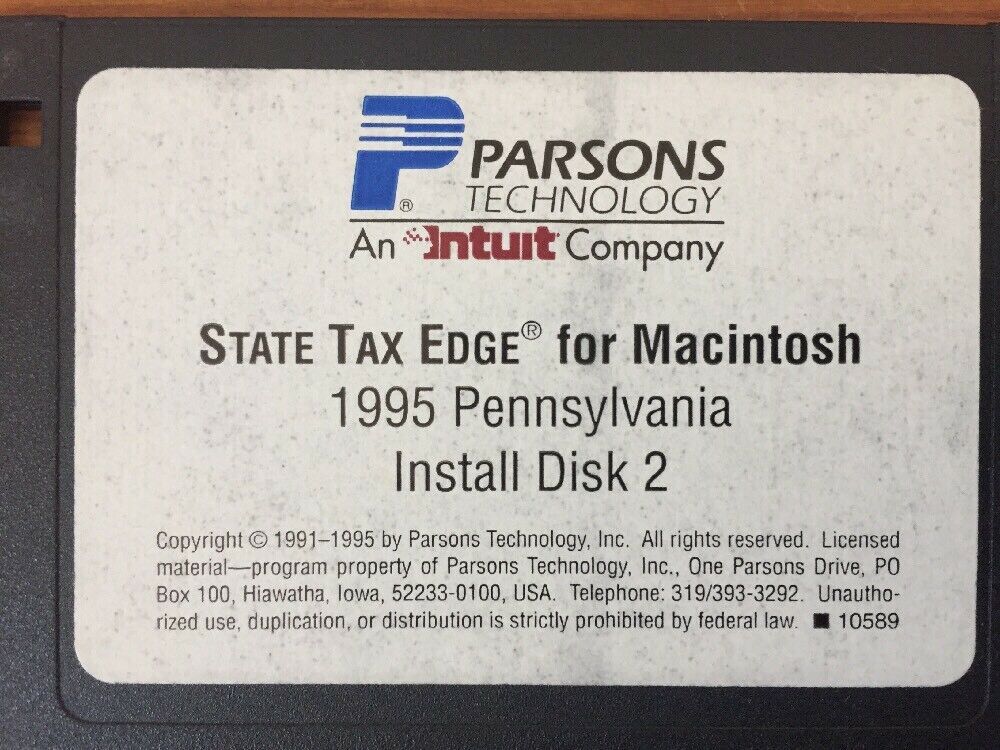 P® PARSONS
TECHNOLOGY
An Intuit Company
STATE TAX EDGE® for Macintosh
1995 Pennsylvania
Install Disk 2
Copyright © 1991–1995 by Parsons Technology, Inc. All rights reserved. Licensed
material—program property of Parsons Technology, Inc., One Parsons Drive, PO
Box 100, Hiawatha, Iowa, 52233-0100, USA. Telephone: 319/393-3292. Unautho-
rized use, duplication, or distribution is strictly prohibited by federal law. ■ 10589